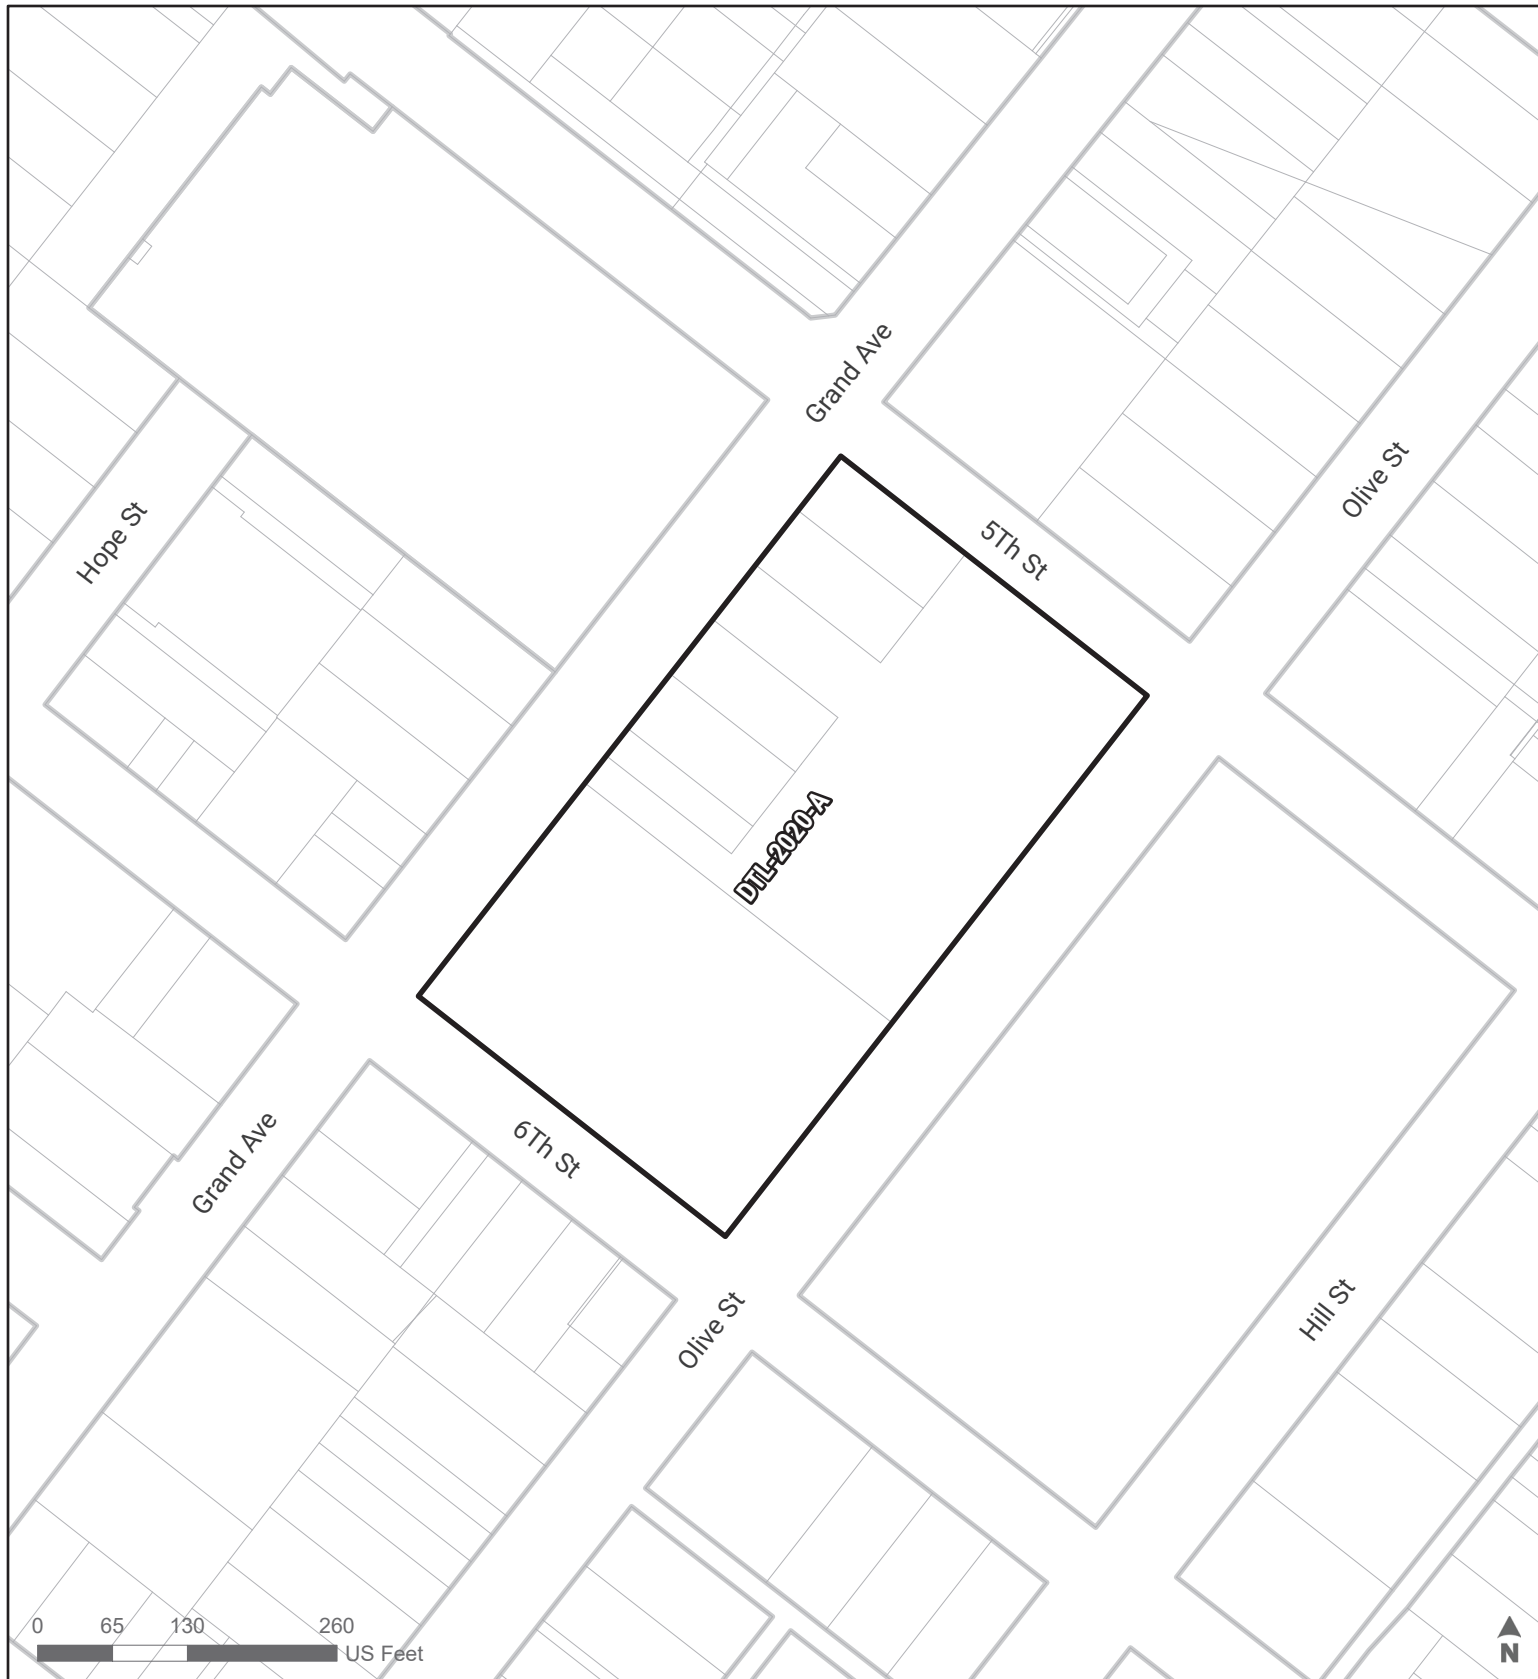 Grand Ave
Olive St
Hope St
5Th St
DTL-2020-A
6Th St
Grand Ave
Olive St
Hill St
0 65 130 260
US Feet
N